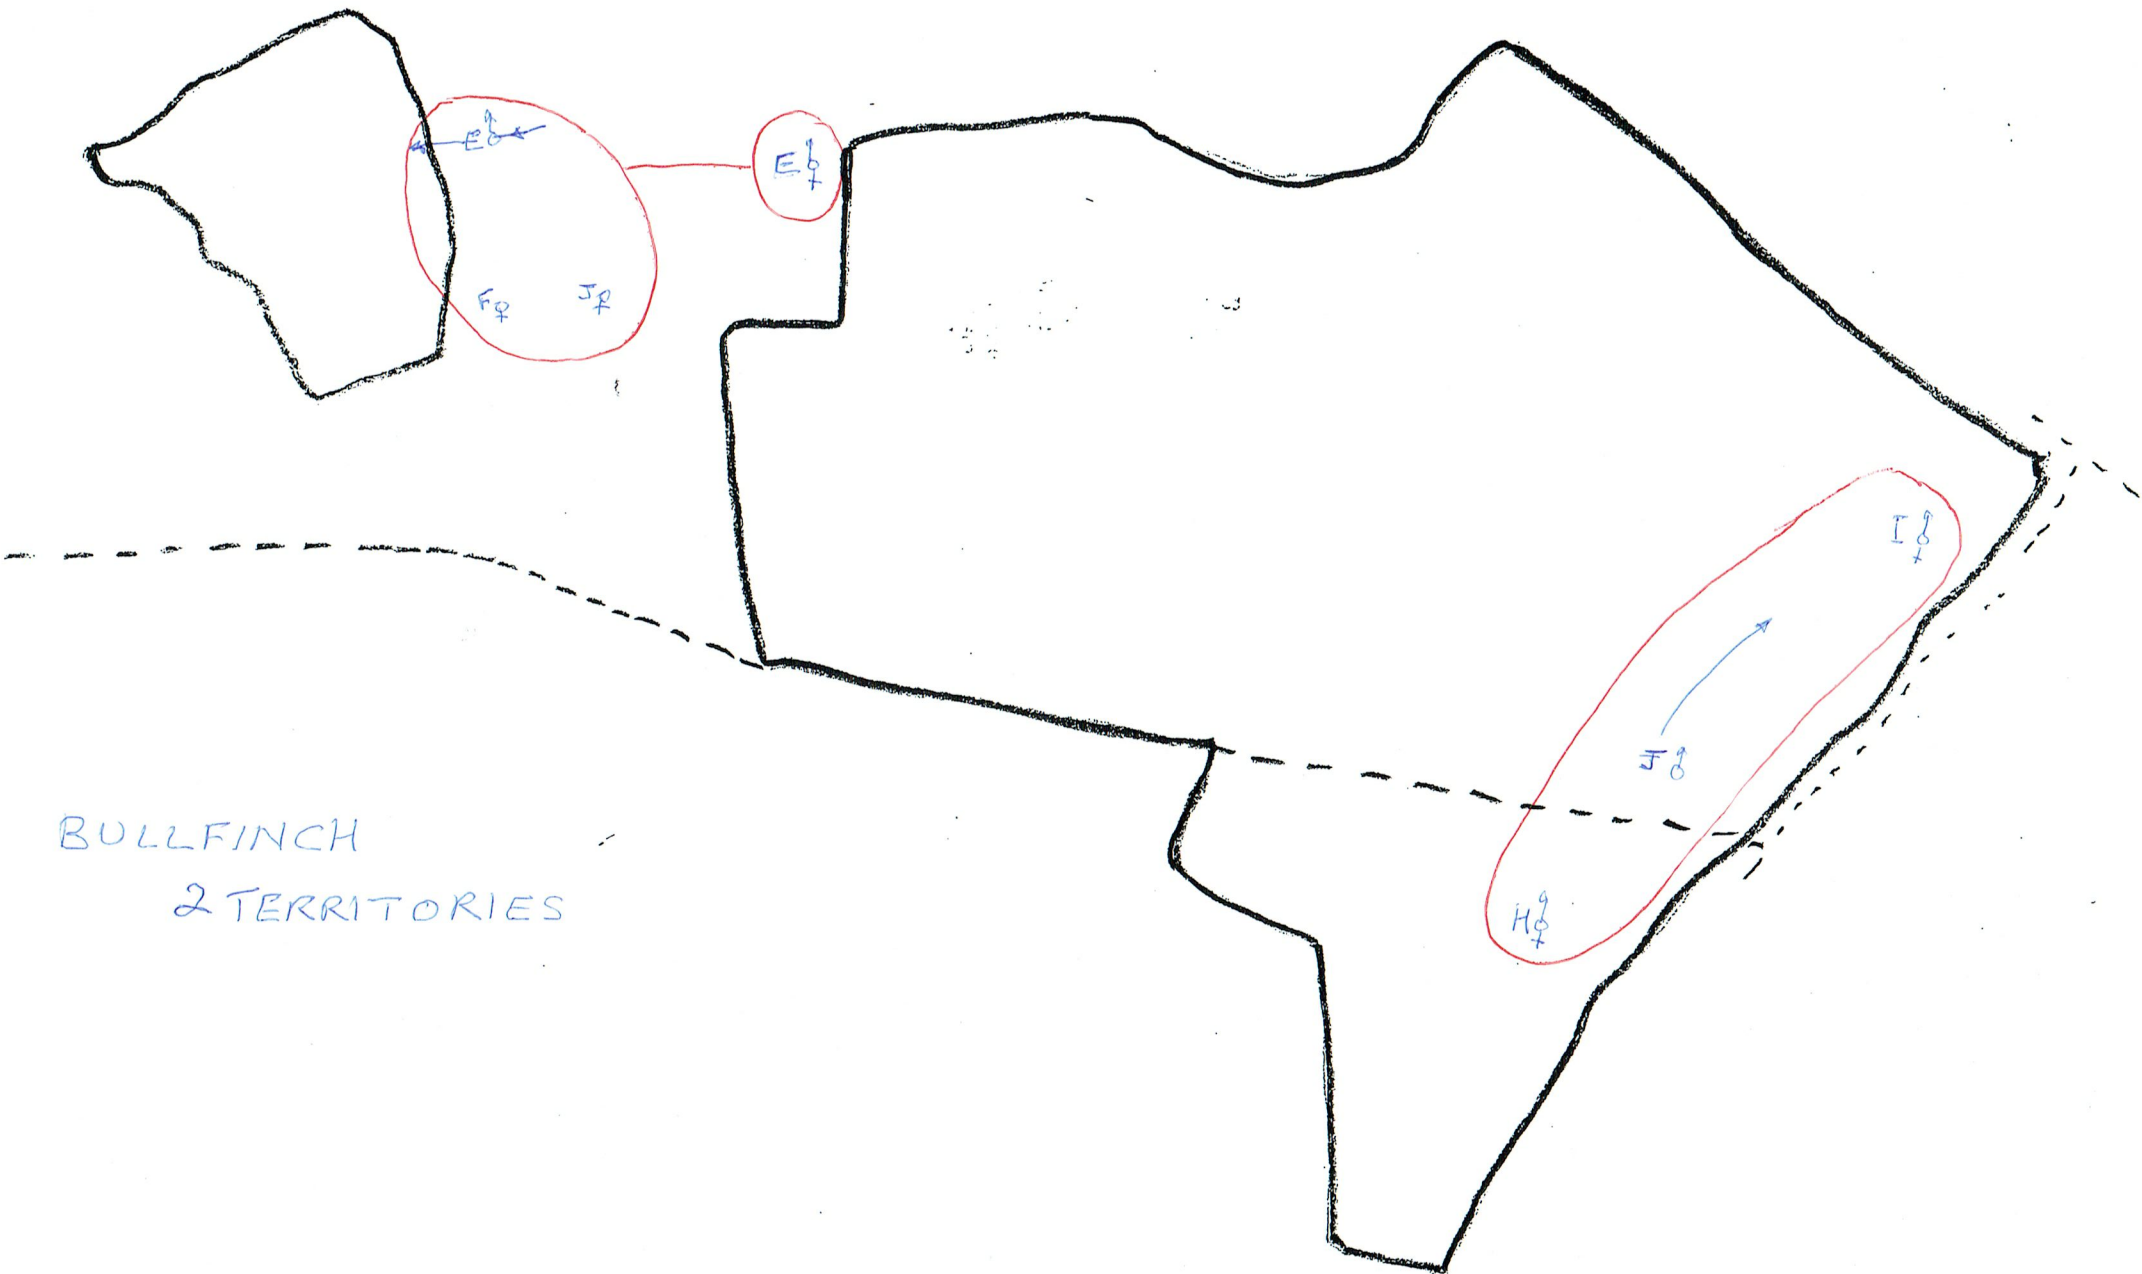 E♂
E⚥
F♀ J♀
I⚥
J♂
H⚥
BULLFINCH
2 TERRITORIES